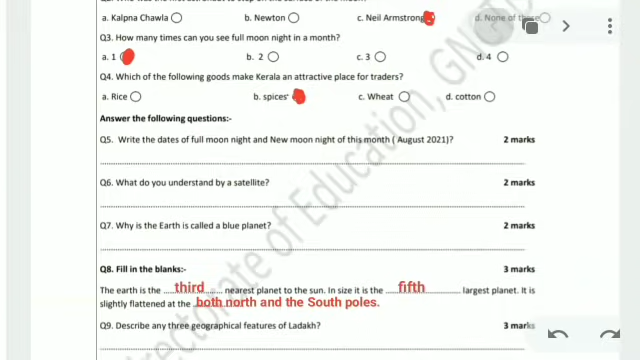 a. Kalpna Chawla b. Newton c. Neil Armstrong d. None of these
Q3. How many times can you see full moon night in a month?
a. 1 b. 2 c. 3 d. 4
Q4. Which of the following goods make Kerala an attractive place for traders?
a. Rice b. spices c. Wheat d. cotton
Answer the following questions:-
Q5. Write the dates of full moon night and New moon night of this month ( August 2021)? 2 marks
Q6. What do you understand by a satellite? 2 marks
Q7. Why is the Earth is called a blue planet? 2 marks
Q8. Fill in the blanks:- 3 marks
The earth is the ....third...... nearest planet to the sun. In size it is the ....fifth.......... largest planet. It is
slightly flattened at the ..both north and the South poles.
Q9. Describe any three geographical features of Ladakh? 3 marks